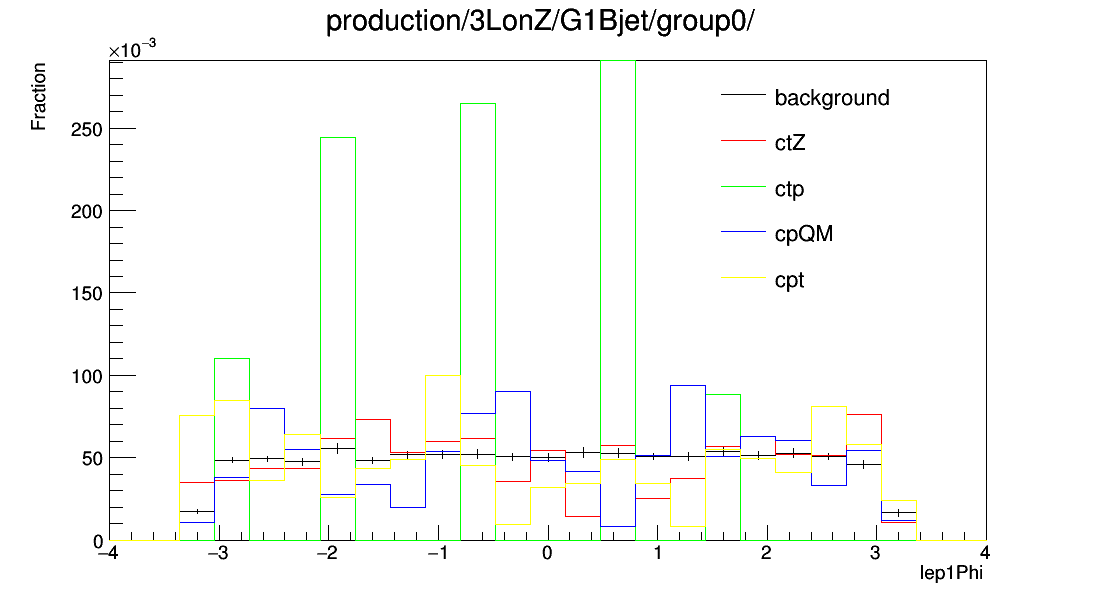 production/3LonZ/G1Bjet/group0/
×10−3
Fraction
background
ctZ
ctp
cpQM
cpt
250
200
150
100
50
0
−4 −3 −2 −1 0 1 2 3 4
lep1Phi